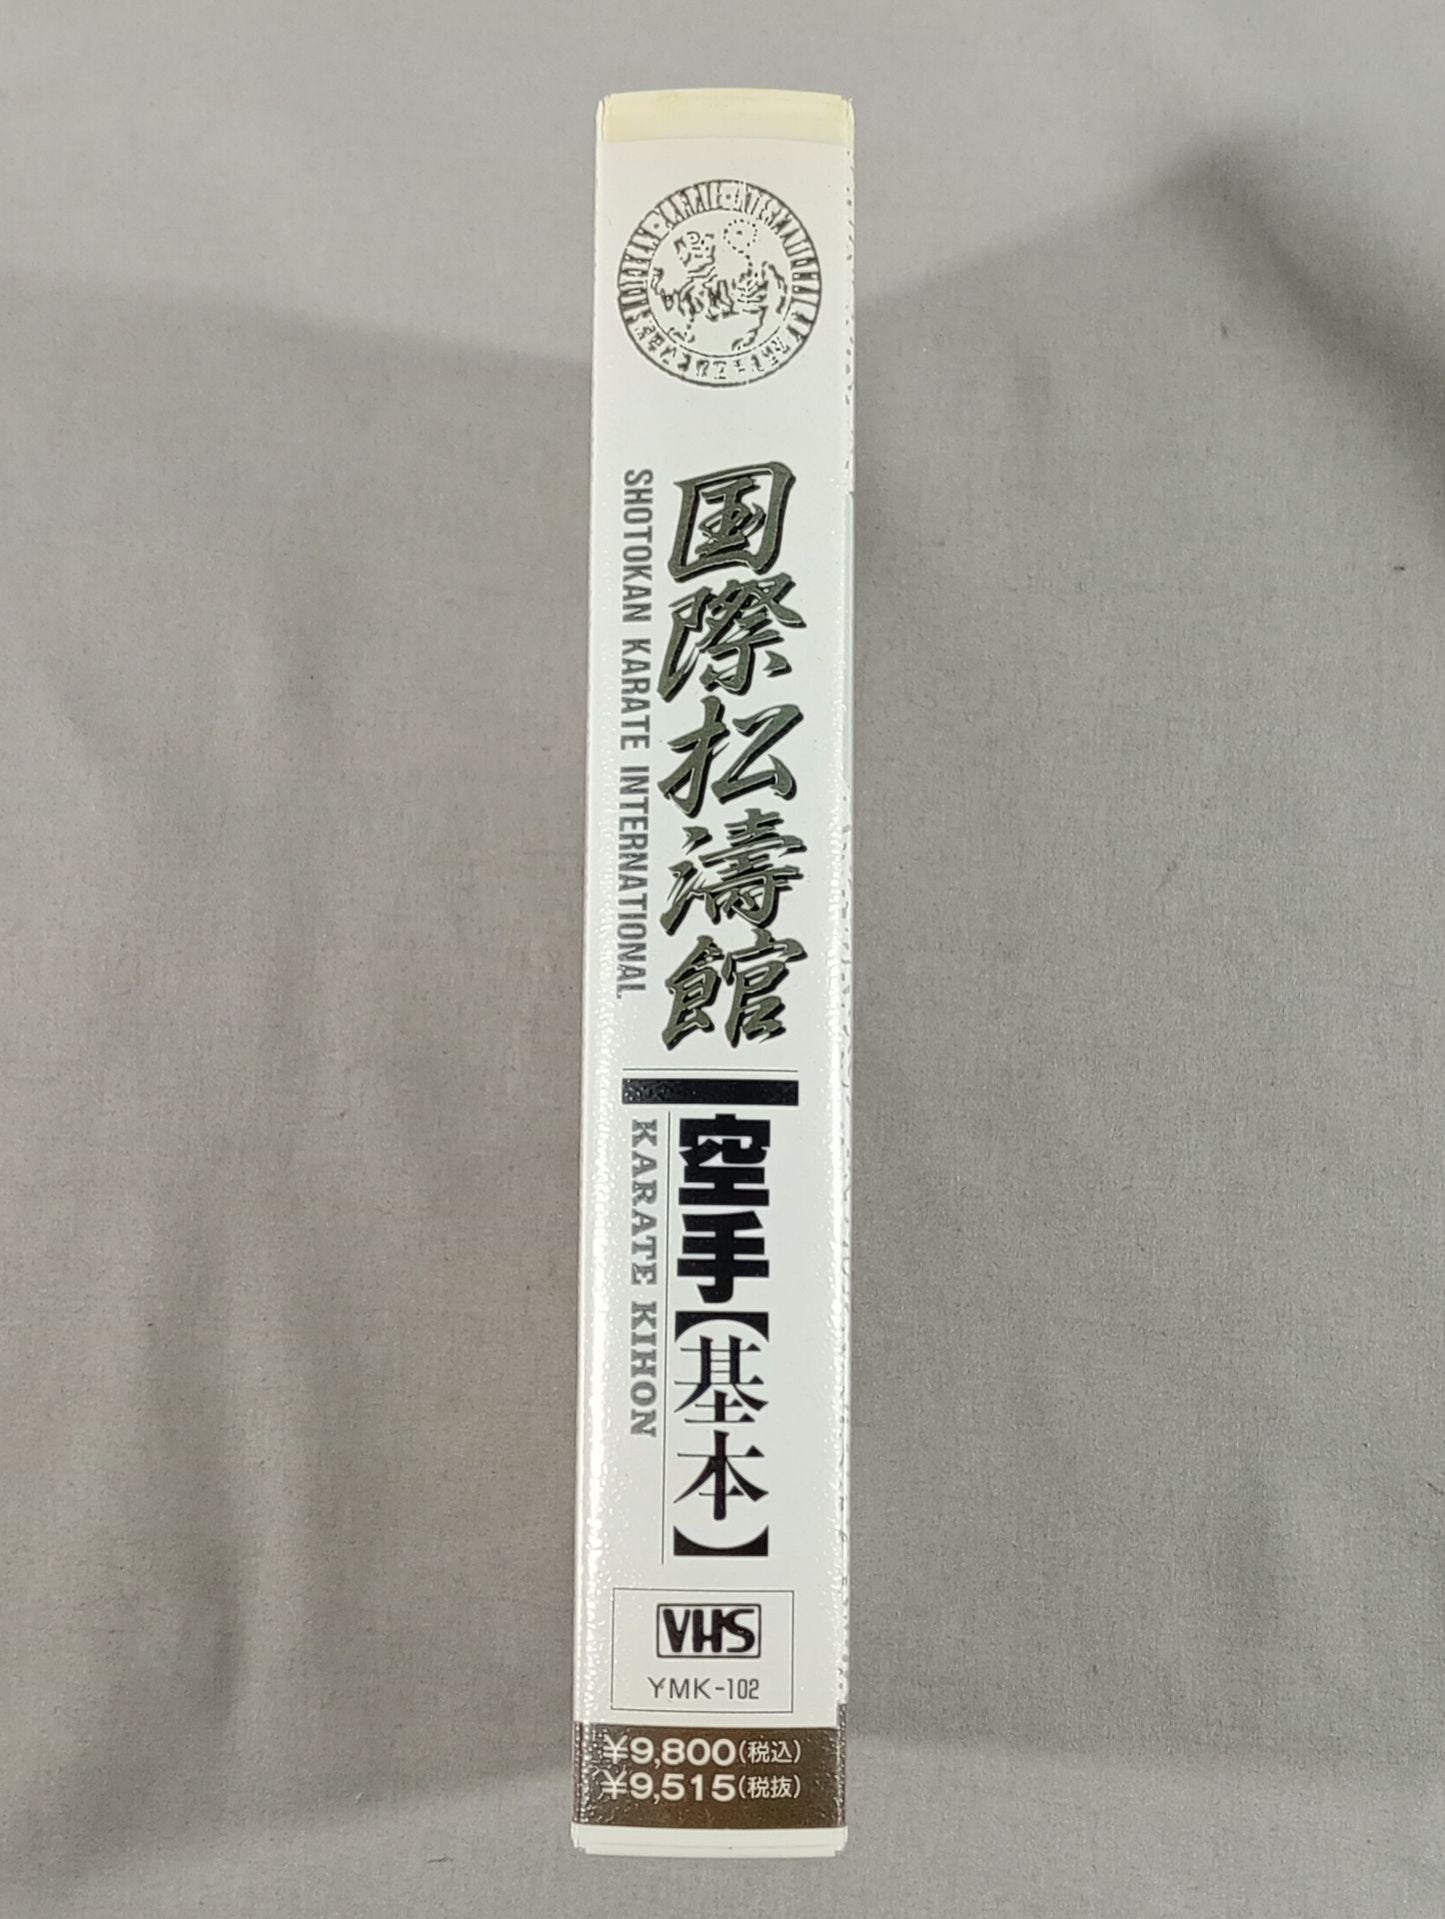 国際松濤館
SHOTOKAN KARATE INTERNATIONAL
空手【基本】
KARATE KIHON
VHS
YMK-102
¥9,800(税込)
¥9,515(税抜)